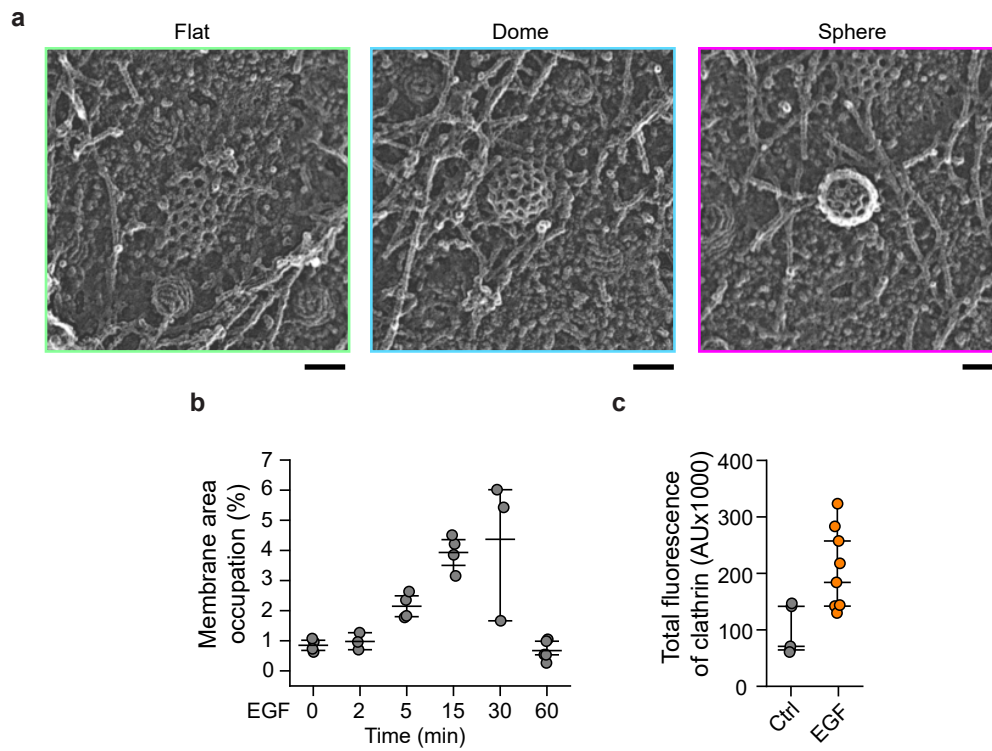 a
Flat
Dome
Sphere
b
c
Membrane area
occupation (%)
7
6
5
4
3
2
1
0
EGF 0 2 5 15 30 60
Time (min)
Total fluorescence
of clathrin (AUx1000)
400
300
200
100
0
Ctrl
EGF